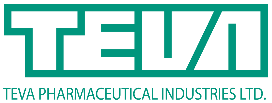 TEVA
TEVA PHARMACEUTICAL INDUSTRIES LTD.